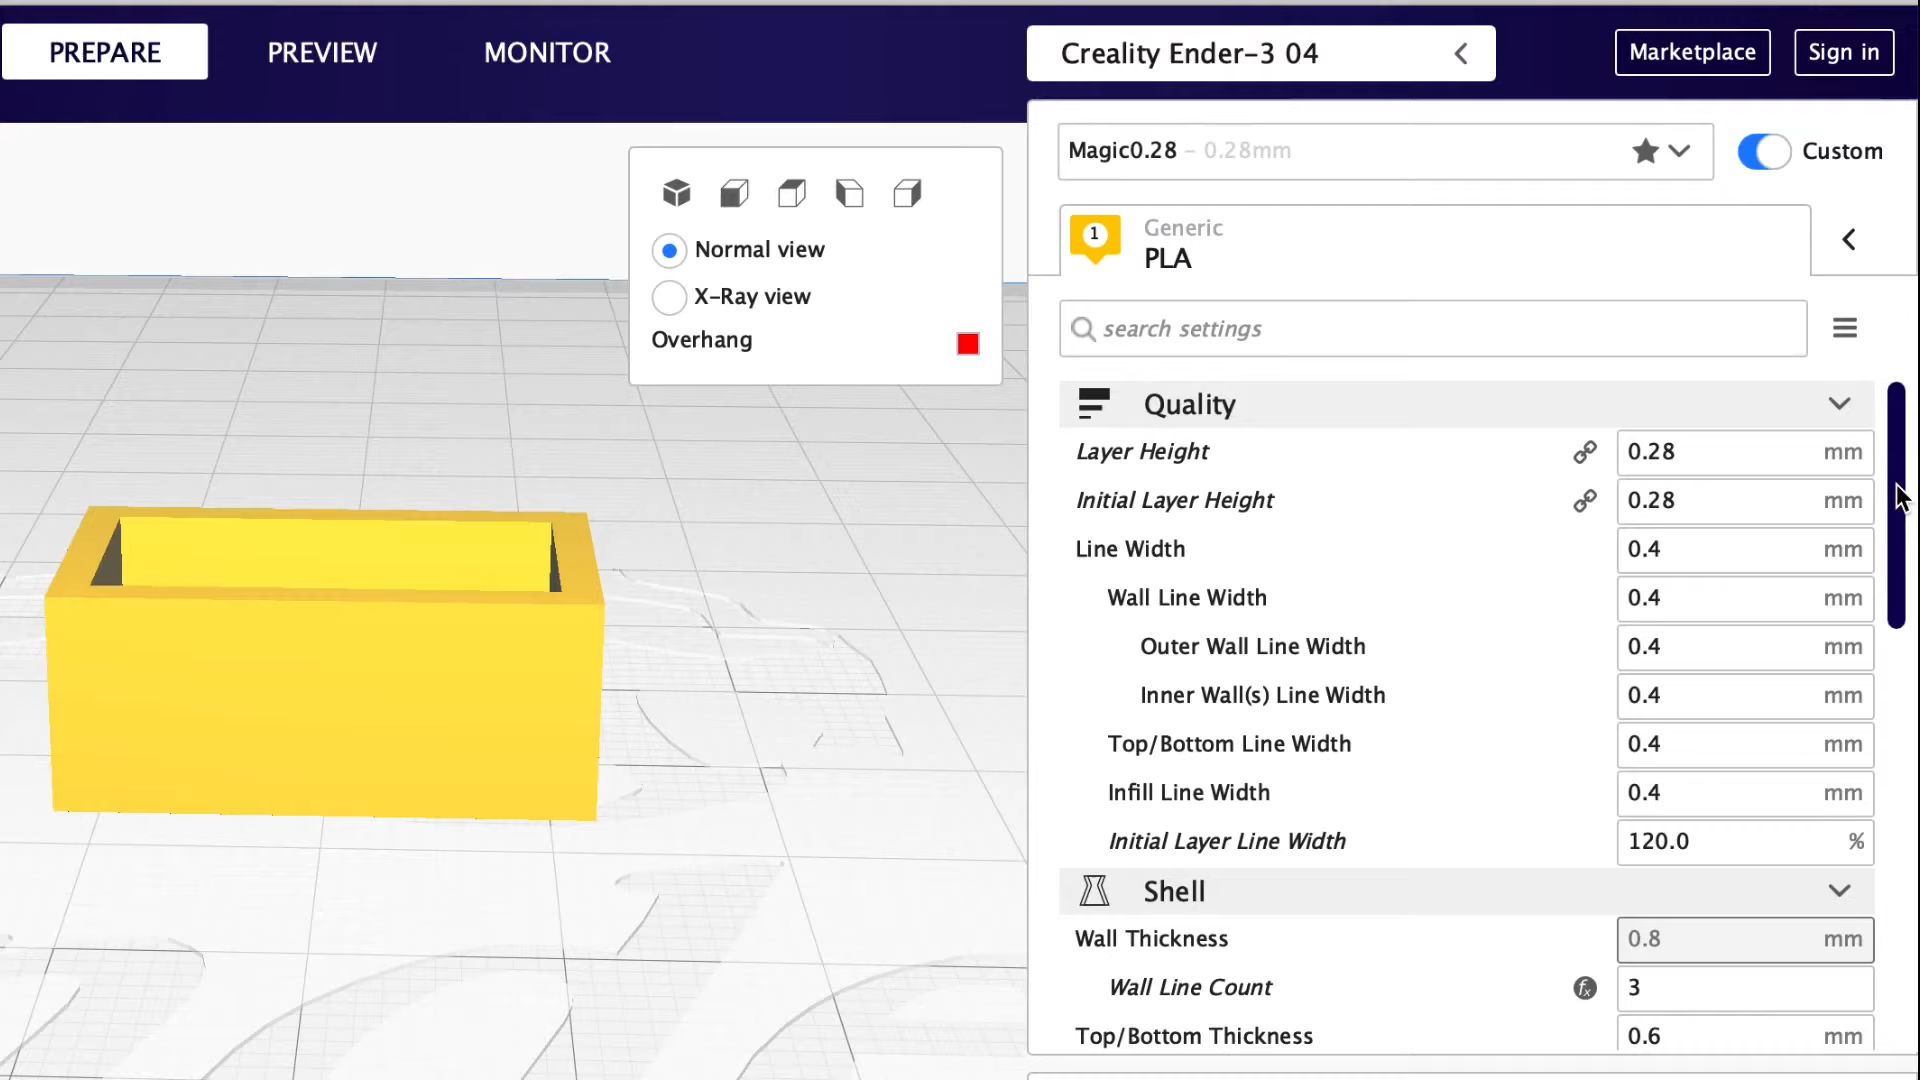 PREPARE PREVIEW MONITOR Creality Ender-3 04 Marketplace Sign in
Normal view
X-Ray view
Overhang
Magic0.28 - 0.28mm Custom
1 Generic
PLA
search settings
Quality
Layer Height 0.28 mm
Initial Layer Height 0.28 mm
Line Width 0.4 mm
Wall Line Width 0.4 mm
Outer Wall Line Width 0.4 mm
Inner Wall(s) Line Width 0.4 mm
Top/Bottom Line Width 0.4 mm
Infill Line Width 0.4 mm
Initial Layer Line Width 120.0 %
Shell
Wall Thickness 0.8 mm
Wall Line Count fx 3
Top/Bottom Thickness 0.6 mm